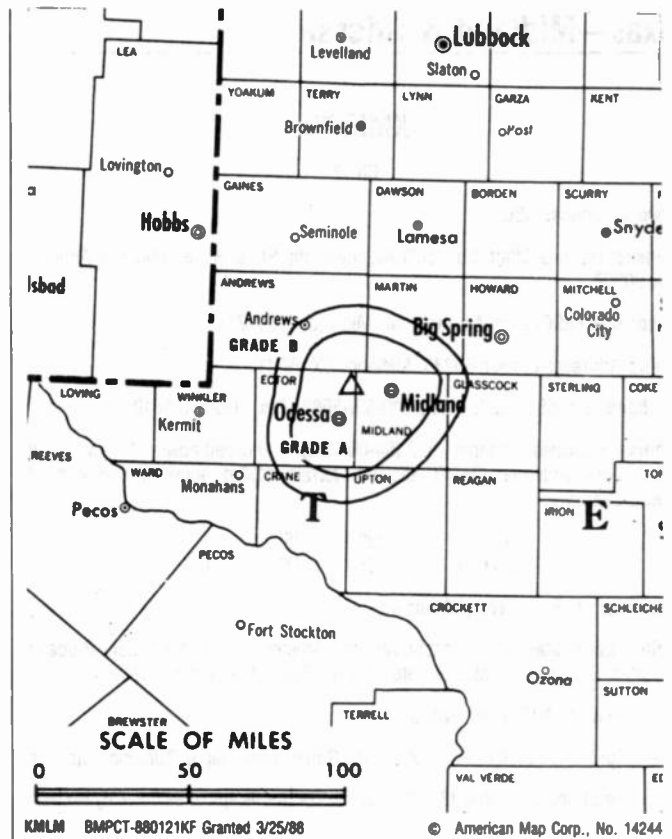 Lubbock
LEA
Levelland
Slaton
YOAKUM TERRY LYNN GARZA KENT
Brownfield
Post
Lovington
GAINES DAWSON BORDEN SCURRY
Hobbs
Seminole
Lamesa
Snyde
lsbad
ANDREWS MARTIN HOWARD MITCHELL
Colorado
City
Andrews
Big Spring
GRADE B
LOVING WINKLER ECTOR GLASSCOCK STERLING COKE
Kermit
Odessa
Midland
MIDLAND
GRADE A
REEVES WARD CRANE UPTON REAGAN TOM
Monahans
Pecos
T
IRION
E
PECOS
CROCKETT SCHLEICHE
Fort Stockton
Ozona
SUTTON
BREWSTER
TERRELL
SCALE OF MILES
0 50 100
VAL VERDE ED
KMLM BMPCT-880121KF Granted 3/25/88 © American Map Corp., No. 14244